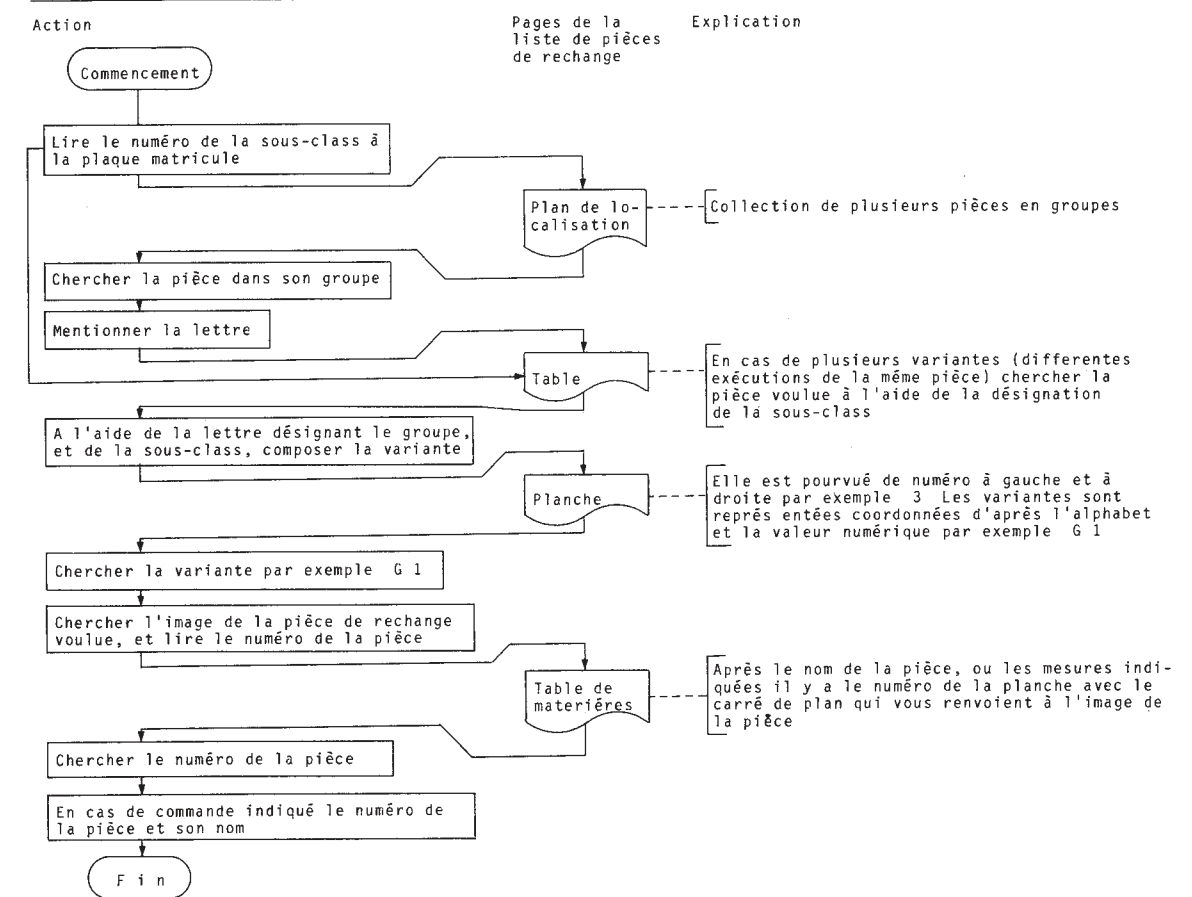 Action
Pages de la
liste de pièces
de rechange
Explication
Commencement
Lire le numéro de la sous-class à
la plaque matricule
Plan de lo-
calisation
Collection de plusieurs pièces en groupes
Chercher la pièce dans son groupe
Mentionner la lettre
Table
En cas de plusieurs variantes (differentes
exécutions de la méme pièce) chercher la
pièce voulue à l'aide de la désignation
de la sous-class
A l'aide de la lettre désignant le groupe,
et de la sous-class, composer la variante
Planche
Elle est pourvué de numéro à gauche et à
droite par exemple 3 Les variantes sont
représ entées coordonnées d'après l'alphabet
et la valeur numérique par exemple G 1
Chercher la variante par exemple G 1
Chercher l'image de la pièce de rechange
voulue, et lire le numéro de la pièce
Table de
materiéres
Après le nom de la pièce, ou les mesures indi-
quées il y a le numéro de la planche avec le
carré de plan qui vous renvoient à l'image de
la pièce
Chercher le numéro de la pièce
En cas de commande indiqué le numéro de
la pièce et son nom
F i n